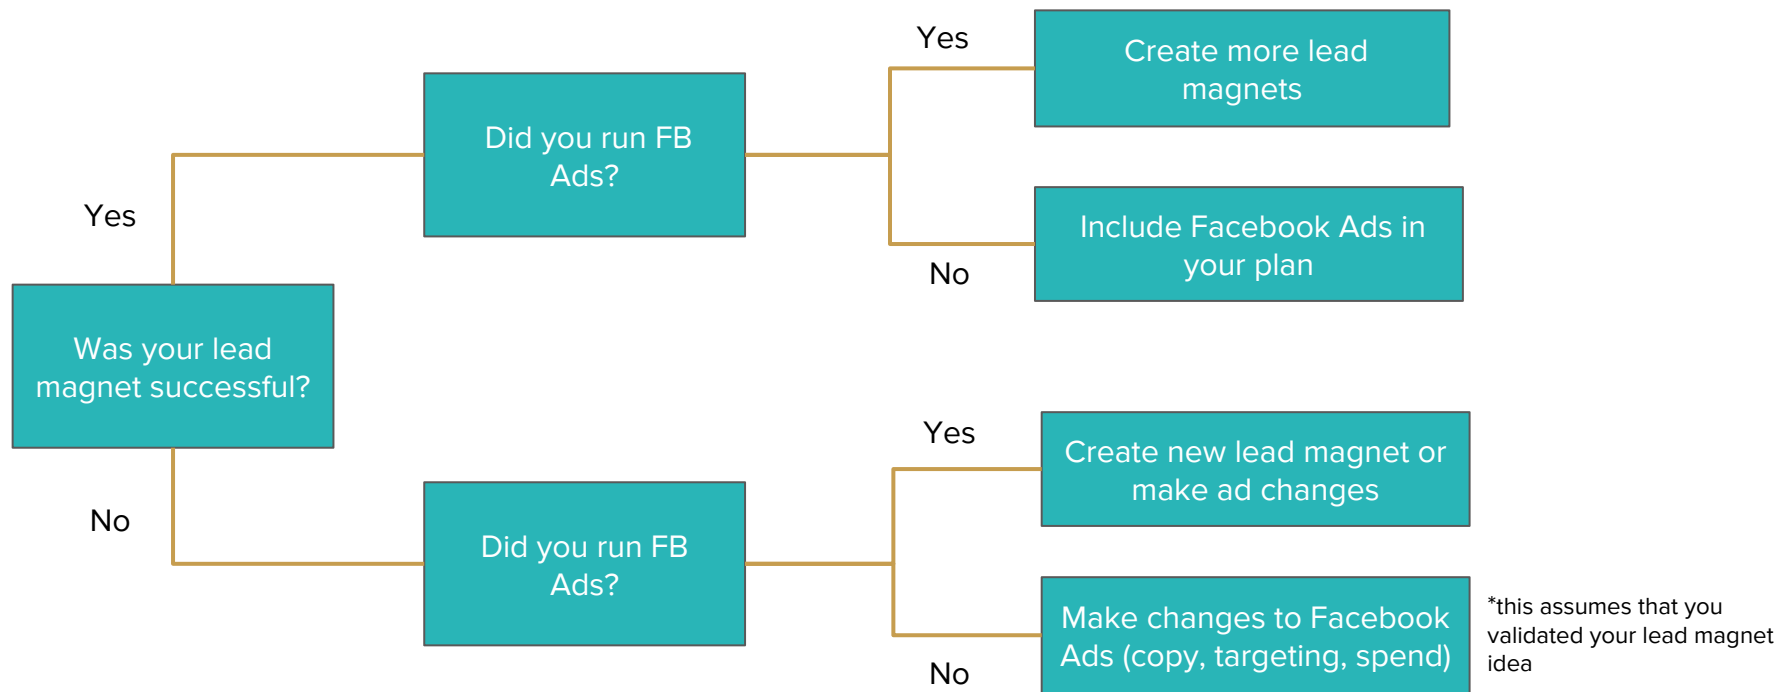 Yes
Create more lead
magnets
Did you run FB
Ads?
Yes
Include Facebook Ads in
your plan
No
Was your lead
magnet successful?
Yes
Create new lead magnet or
make ad changes
No
Did you run FB
Ads?
Make changes to Facebook
Ads (copy, targeting, spend)
No
*this assumes that you
validated your lead magnet
idea